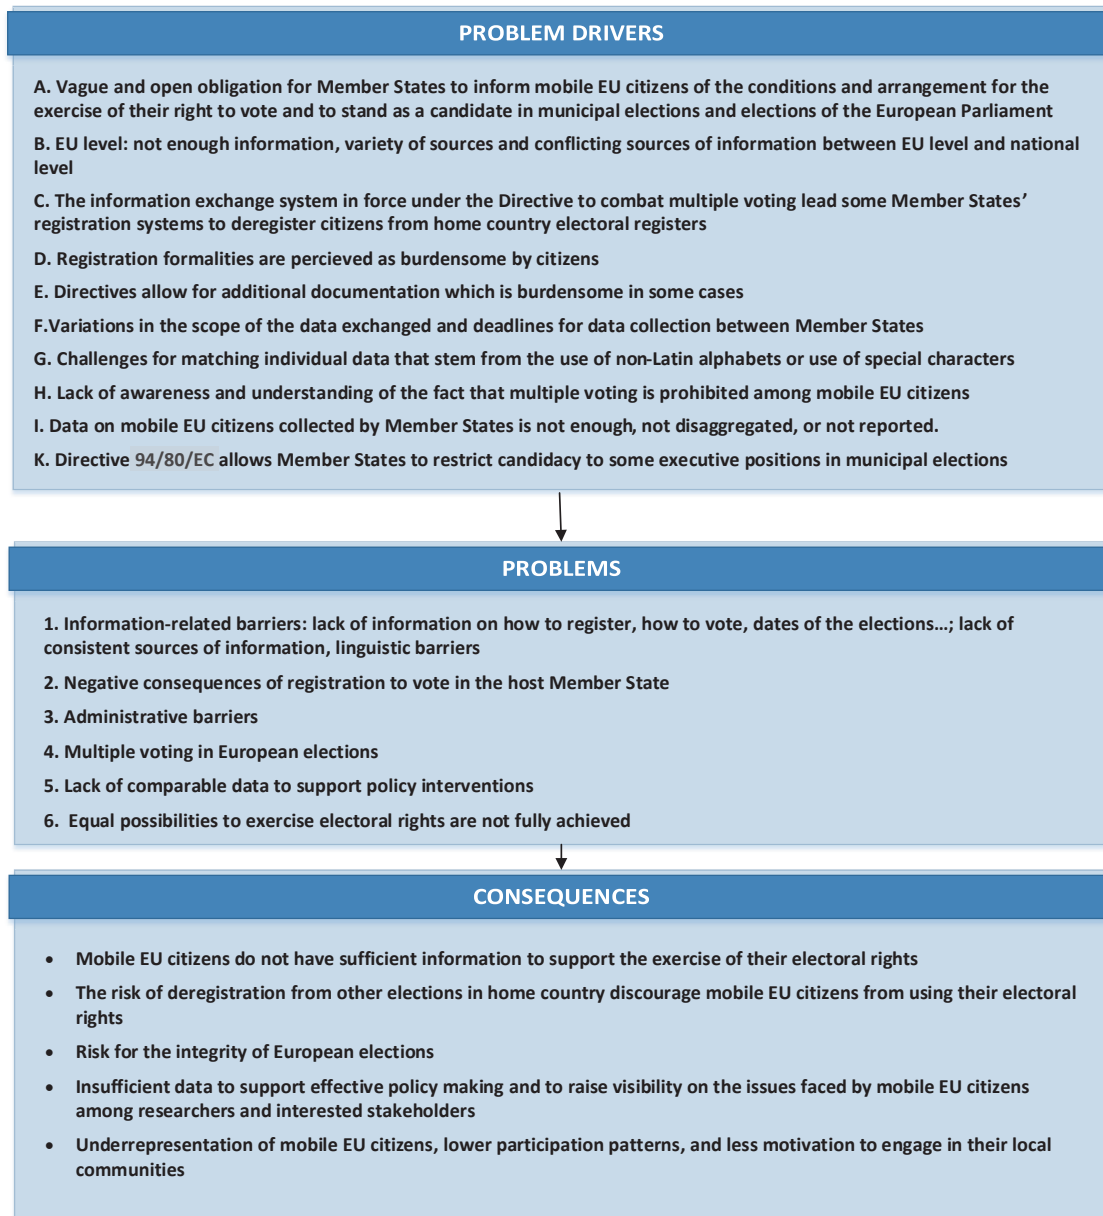 PROBLEM DRIVERS
A. Vague and open obligation for Member States to inform mobile EU citizens of the conditions and arrangement for the
exercise of their right to vote and to stand as a candidate in municipal elections and elections of the European Parliament
B. EU level: not enough information, variety of sources and conflicting sources of information between EU level and national
level
C. The information exchange system in force under the Directive to combat multiple voting lead some Member States’
registration systems to deregister citizens from home country electoral registers
D. Registration formalities are percieved as burdensome by citizens
E. Directives allow for additional documentation which is burdensome in some cases
F.Variations in the scope of the data exchanged and deadlines for data collection between Member States
G. Challenges for matching individual data that stem from the use of non-Latin alphabets or use of special characters
H. Lack of awareness and understanding of the fact that multiple voting is prohibited among mobile EU citizens
I. Data on mobile EU citizens collected by Member States is not enough, not disaggregated, or not reported.
K. Directive 94/80/EC allows Member States to restrict candidacy to some executive positions in municipal elections
PROBLEMS
1. Information-related barriers: lack of information on how to register, how to vote, dates of the elections…; lack of
consistent sources of information, linguistic barriers
2. Negative consequences of registration to vote in the host Member State
3. Administrative barriers
4. Multiple voting in European elections
5. Lack of comparable data to support policy interventions
6. Equal possibilities to exercise electoral rights are not fully achieved
CONSEQUENCES
• Mobile EU citizens do not have sufficient information to support the exercise of their electoral rights
• The risk of deregistration from other elections in home country discourage mobile EU citizens from using their electoral
rights
• Risk for the integrity of European elections
• Insufficient data to support effective policy making and to raise visibility on the issues faced by mobile EU citizens
among researchers and interested stakeholders
• Underrepresentation of mobile EU citizens, lower participation patterns, and less motivation to engage in their local
communities